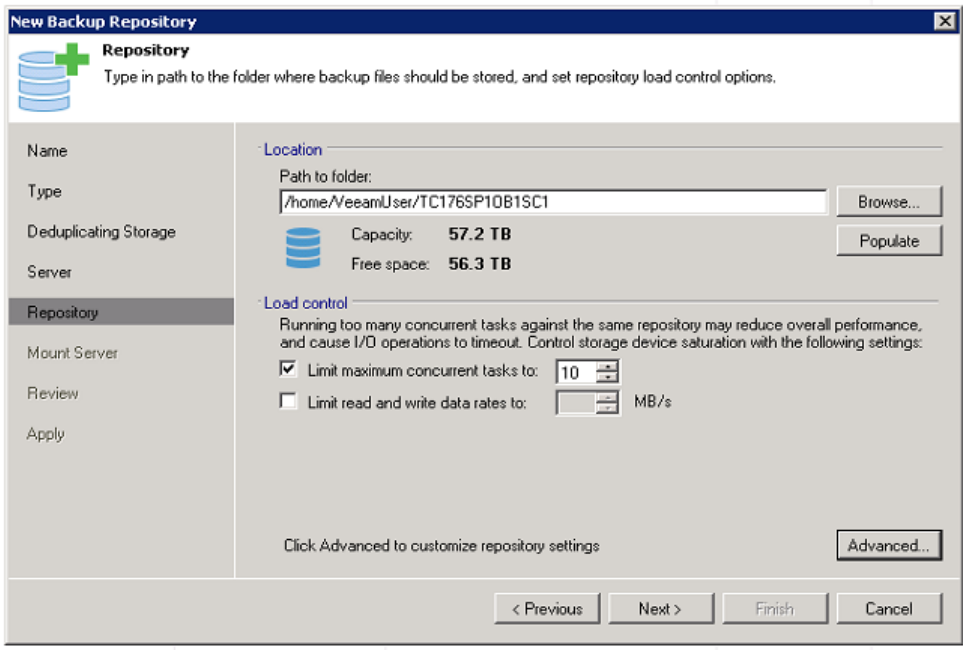 New Backup Repository
Repository
Type in path to the folder where backup files should be stored, and set repository load control options.
Name
Type
Deduplicating Storage
Server
Repository
Mount Server
Review
Apply
Location
Path to folder:
/home/VeeamUser/TC176SP1OB1SC1
Browse...
Capacity: 57.2 TB
Populate
Free space: 56.3 TB
Load control
Running too many concurrent tasks against the same repository may reduce overall performance,
and cause I/O operations to timeout. Control storage device saturation with the following settings:
Limit maximum concurrent tasks to: 10
Limit read and write data rates to: MB/s
Click Advanced to customize repository settings
Advanced...
< Previous
Next >
Finish
Cancel